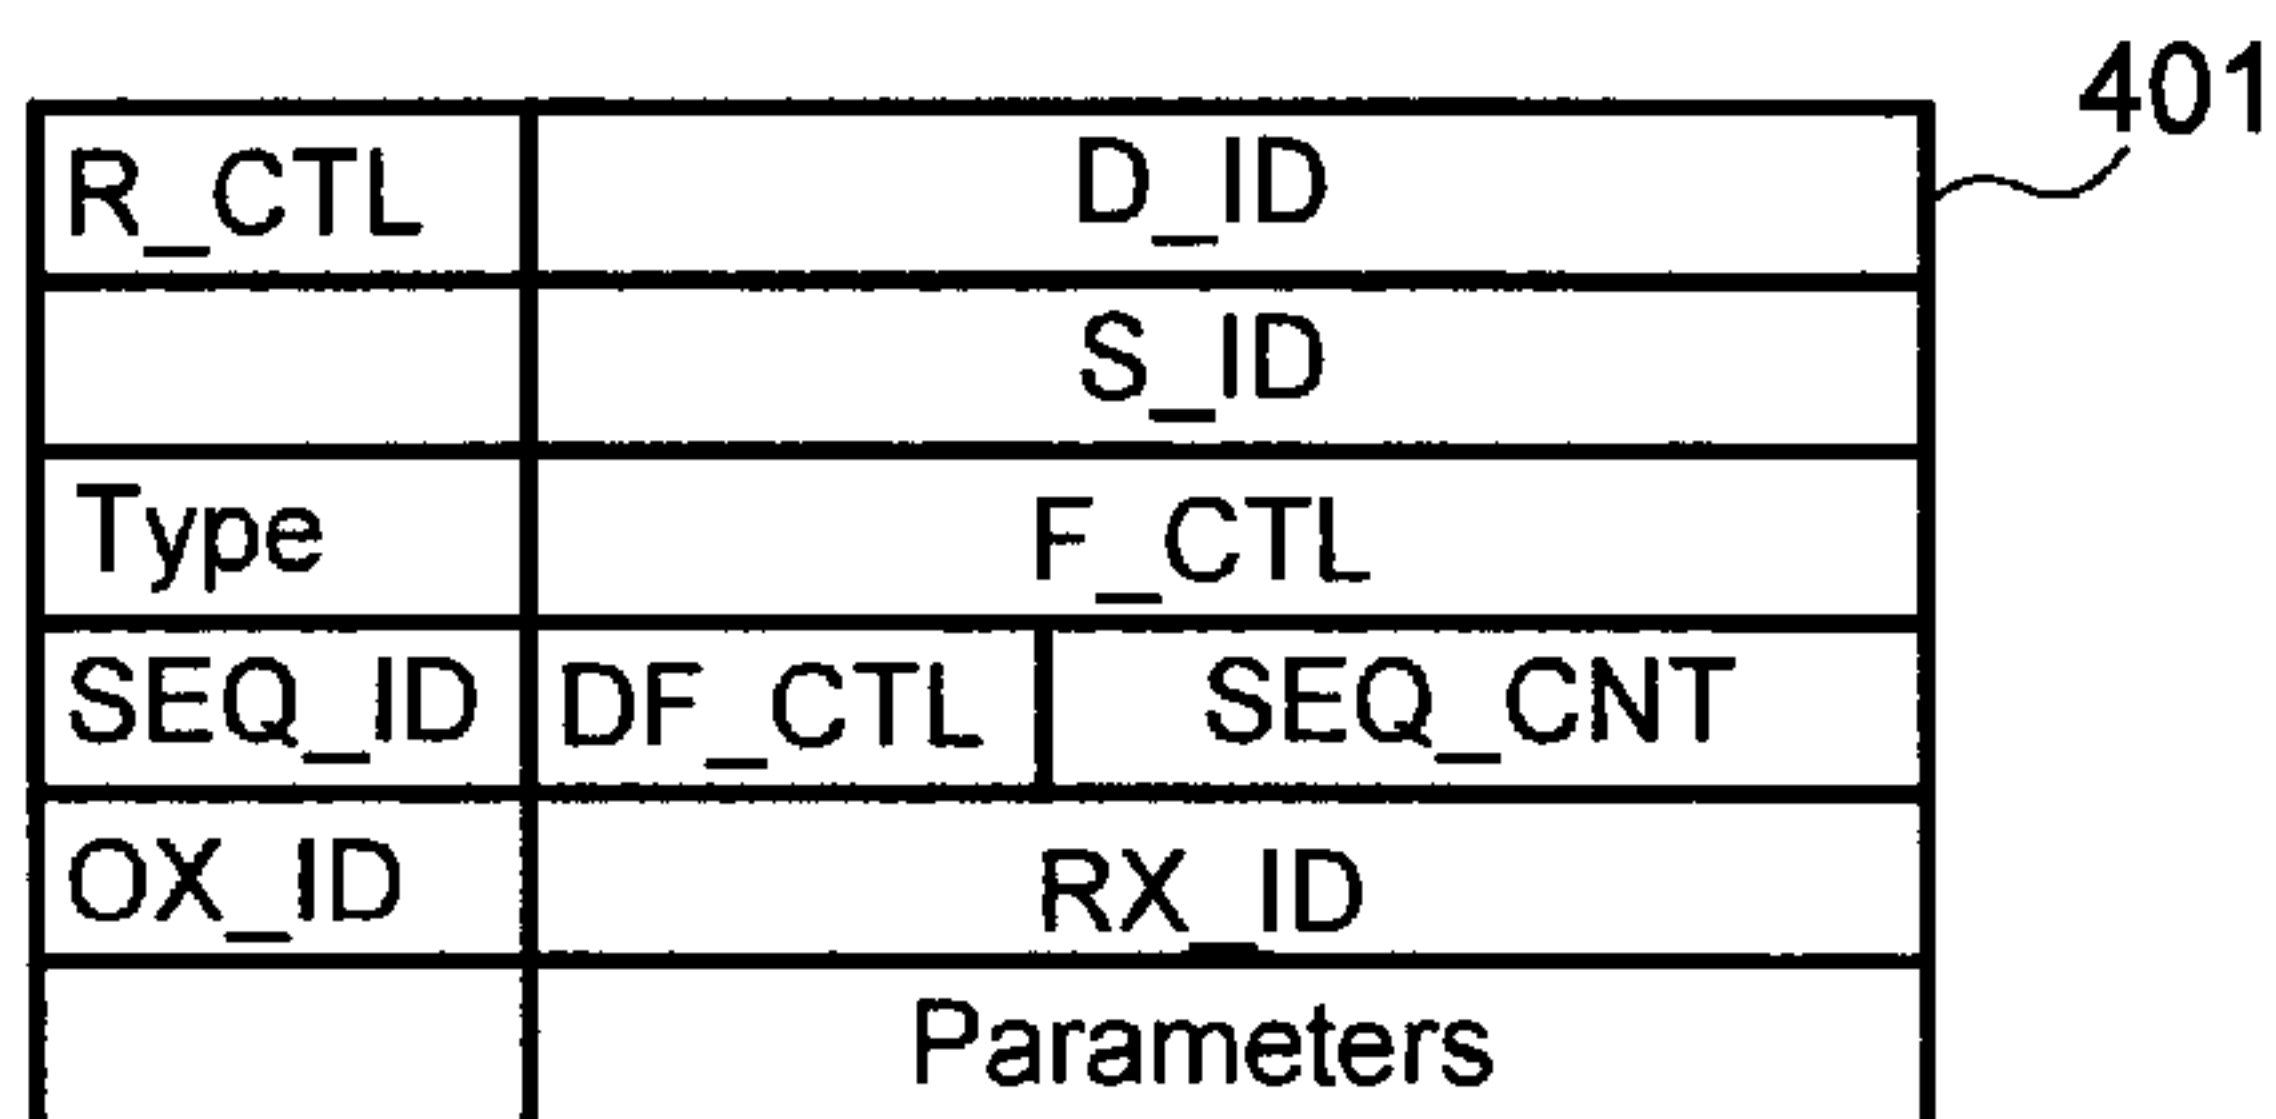 401
R_CTL D_ID
S_ID
Type F_CTL
SEQ_ID DF_CTL SEQ_CNT
OX_ID RX_ID
Parameters